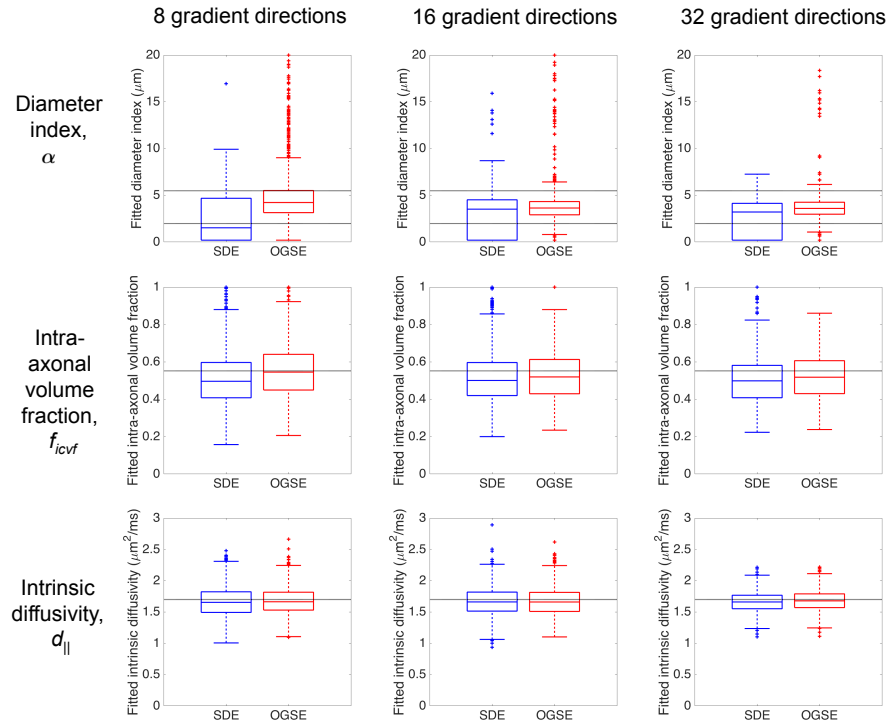 8 gradient directions
16 gradient directions
32 gradient directions
Diameter
index,
α
Fitted diameter index (μm)
20
15
10
5
0
SDE
OGSE
Fitted diameter index (μm)
20
15
10
5
0
SDE
OGSE
Fitted diameter index (μm)
20
15
10
5
0
SDE
OGSE
Intra-
axonal
volume
fraction,
f_icvf
Fitted intra-axonal volume fraction
1
0.8
0.6
0.4
0.2
0
SDE
OGSE
Fitted intra-axonal volume fraction
1
0.8
0.6
0.4
0.2
0
SDE
OGSE
Fitted intra-axonal volume fraction
1
0.8
0.6
0.4
0.2
0
SDE
OGSE
Intrinsic
diffusivity,
d_||
Fitted intrinsic diffusivity (μm²/ms)
3
2.5
2
1.5
1
0.5
0
SDE
OGSE
Fitted intrinsic diffusivity (μm²/ms)
3
2.5
2
1.5
1
0.5
0
SDE
OGSE
Fitted intrinsic diffusivity (μm²/ms)
3
2.5
2
1.5
1
0.5
0
SDE
OGSE